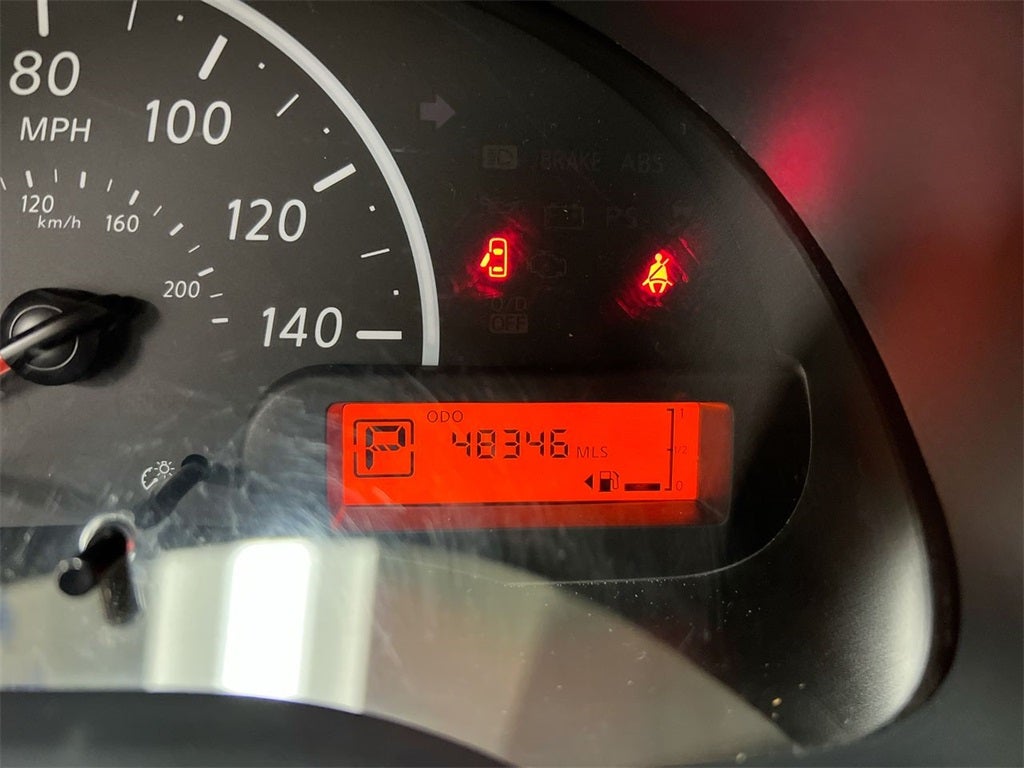 80
MPH
100
120
km/h
160
120
200
140
BRAKE ABS
PS
O/D
OFF
ODO
P
48346 MLS
1
1/2
0